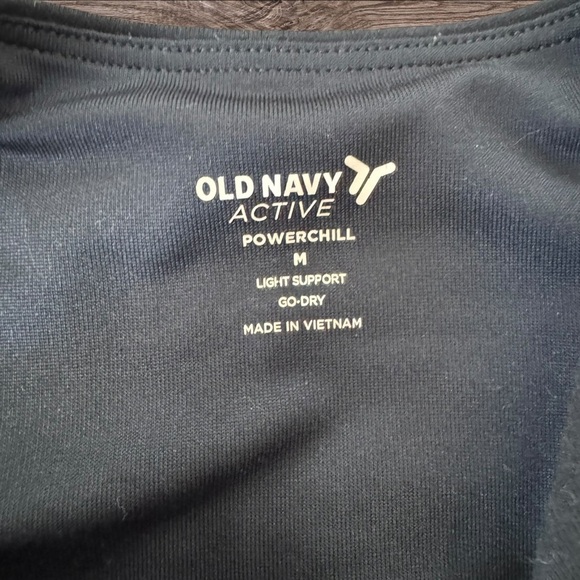 OLD NAVY
ACTIVE
POWERCHILL
M
LIGHT SUPPORT
GO-DRY
MADE IN VIETNAM